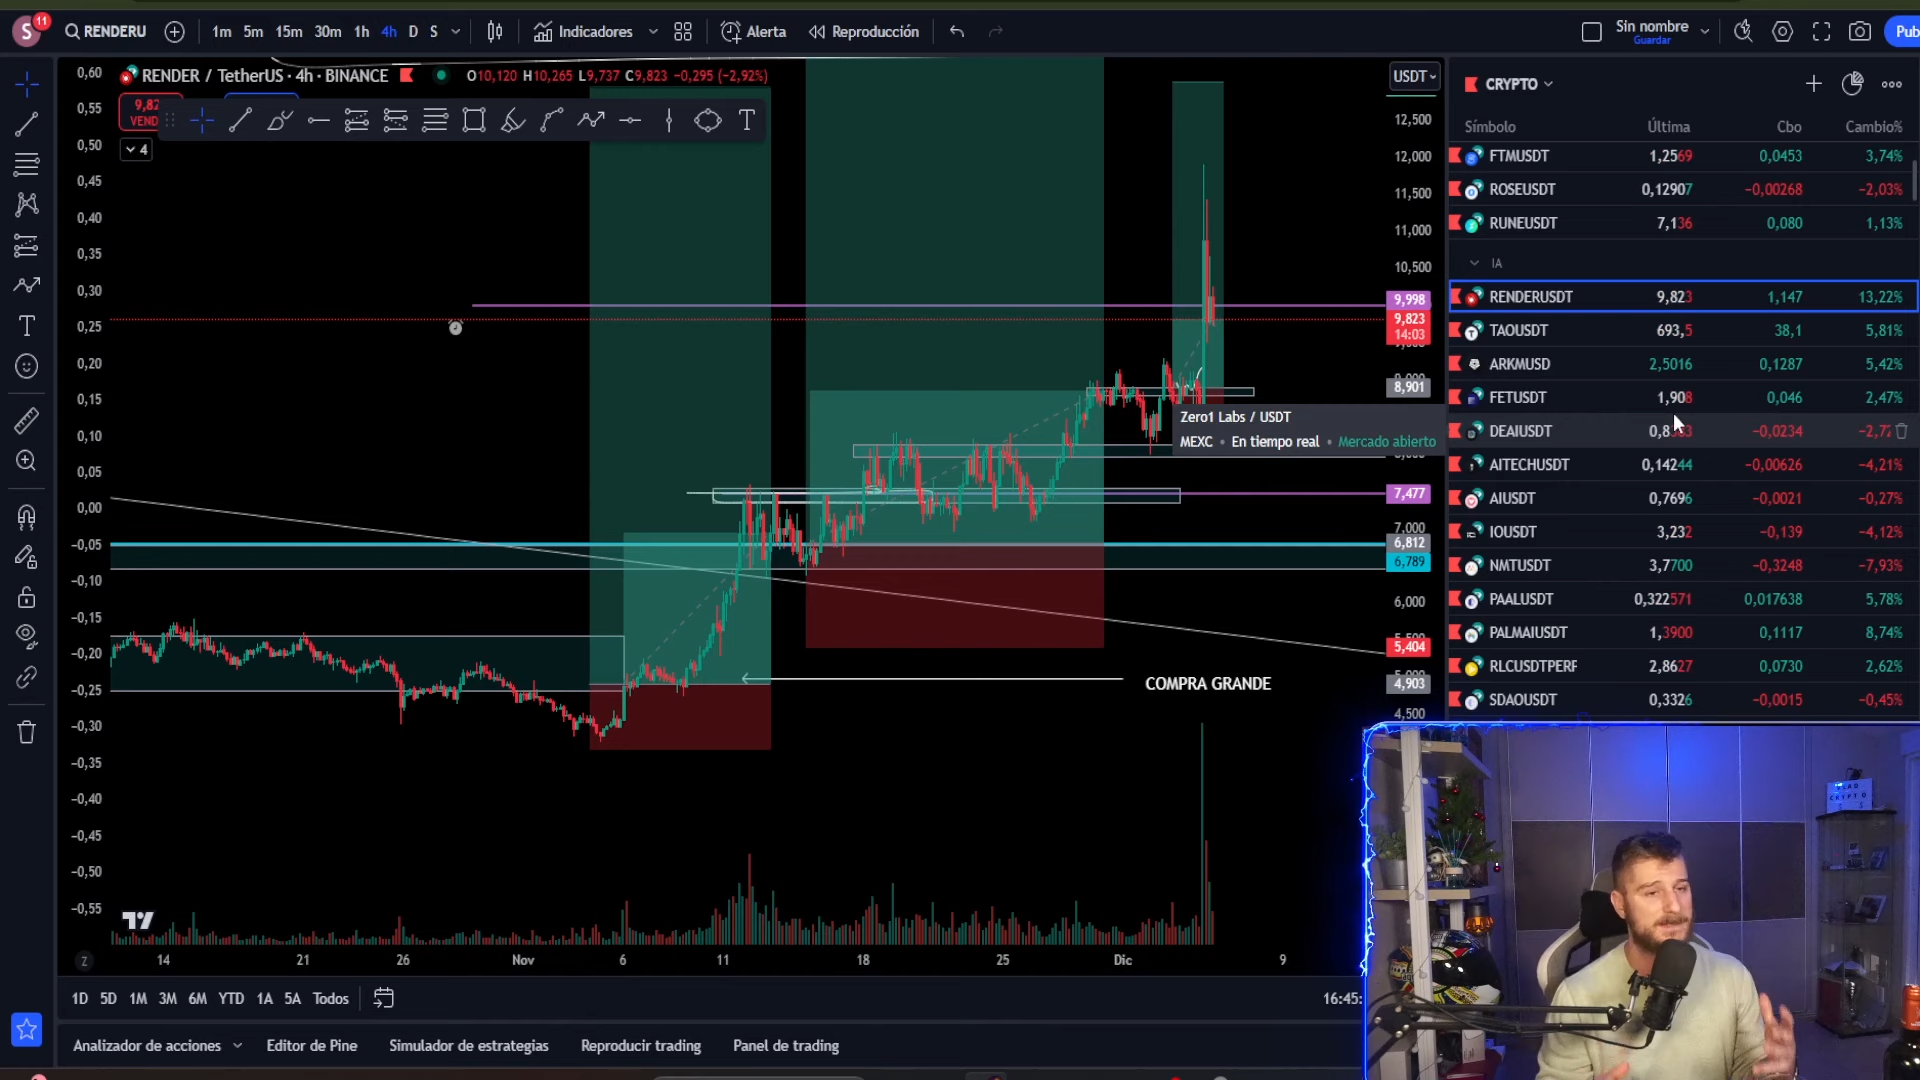 S 11 RENDERU 1m 5m 15m 30m 1h 4h D S Indicadores Alerta Reproducción Sin nombre Pub
Guardar
RENDER / TetherUS · 4h · BINANCE O10,120 H10,265 L9,737 C9,823 −0,295 (−2,92%) USDT
9,82
VEND
4
0,60
0,55
0,50
0,45
0,40
0,35
0,30
0,25
0,20
0,15
0,10
0,05
0,00
−0,05
−0,10
−0,15
−0,20
−0,25
−0,30
−0,35
−0,40
−0,45
−0,50
−0,55
12,500
12,000
11,500
11,000
10,500
9,998
9,823
14:03
8,901
7,477
7,000
6,812
6,789
6,000
5,404
4,903
4,500
Zero1 Labs / USDT
MEXC • En tiempo real • Mercado abierto
COMPRA GRANDE
Z 14 21 26 Nov 6 11 18 25 Dic 9
1D 5D 1M 3M 6M YTD 1A 5A Todos 16:45:
Analizador de acciones Editor de Pine Simulador de estrategias Reproducir trading Panel de trading
CRYPTO
Símbolo Última Cbo Cambio%
FTMUSDT 1,2569 0,0453 3,74%
ROSEUSDT 0,12907 −0,00268 −2,03%
RUNEUSDT 7,136 0,080 1,13%
IA
RENDERUSDT 9,823 1,147 13,22%
TAOUSDT 693,5 38,1 5,81%
ARKMUSD 2,5016 0,1287 5,42%
FETUSDT 1,908 0,046 2,47%
DEAIUSDT −0,0234
AITECHUSDT 0,14244 −0,00626 −4,21%
AIUSDT 0,7696 −0,0021 −0,27%
IOUSDT 3,232 −0,139 −4,12%
NMTUSDT 3,7700 −0,3248 −7,93%
PAALUSDT 0,322571 0,017638 5,78%
PALMAIUSDT 1,3900 0,1117 8,74%
RLCUSDTPERF 2,8627 0,0730 2,62%
SDAOUSDT 0,3326 −0,0015 −0,45%